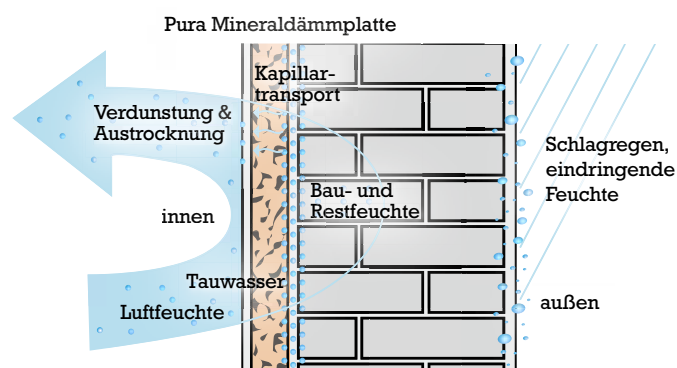 Pura Mineraldämmplatte
Kapillar-
transport
Verdunstung &
Austrocknung
Schlagregen,
eindringende
Feuchte
Bau- und
Restfeuchte
innen
Tauwasser
Luftfeuchte
außen